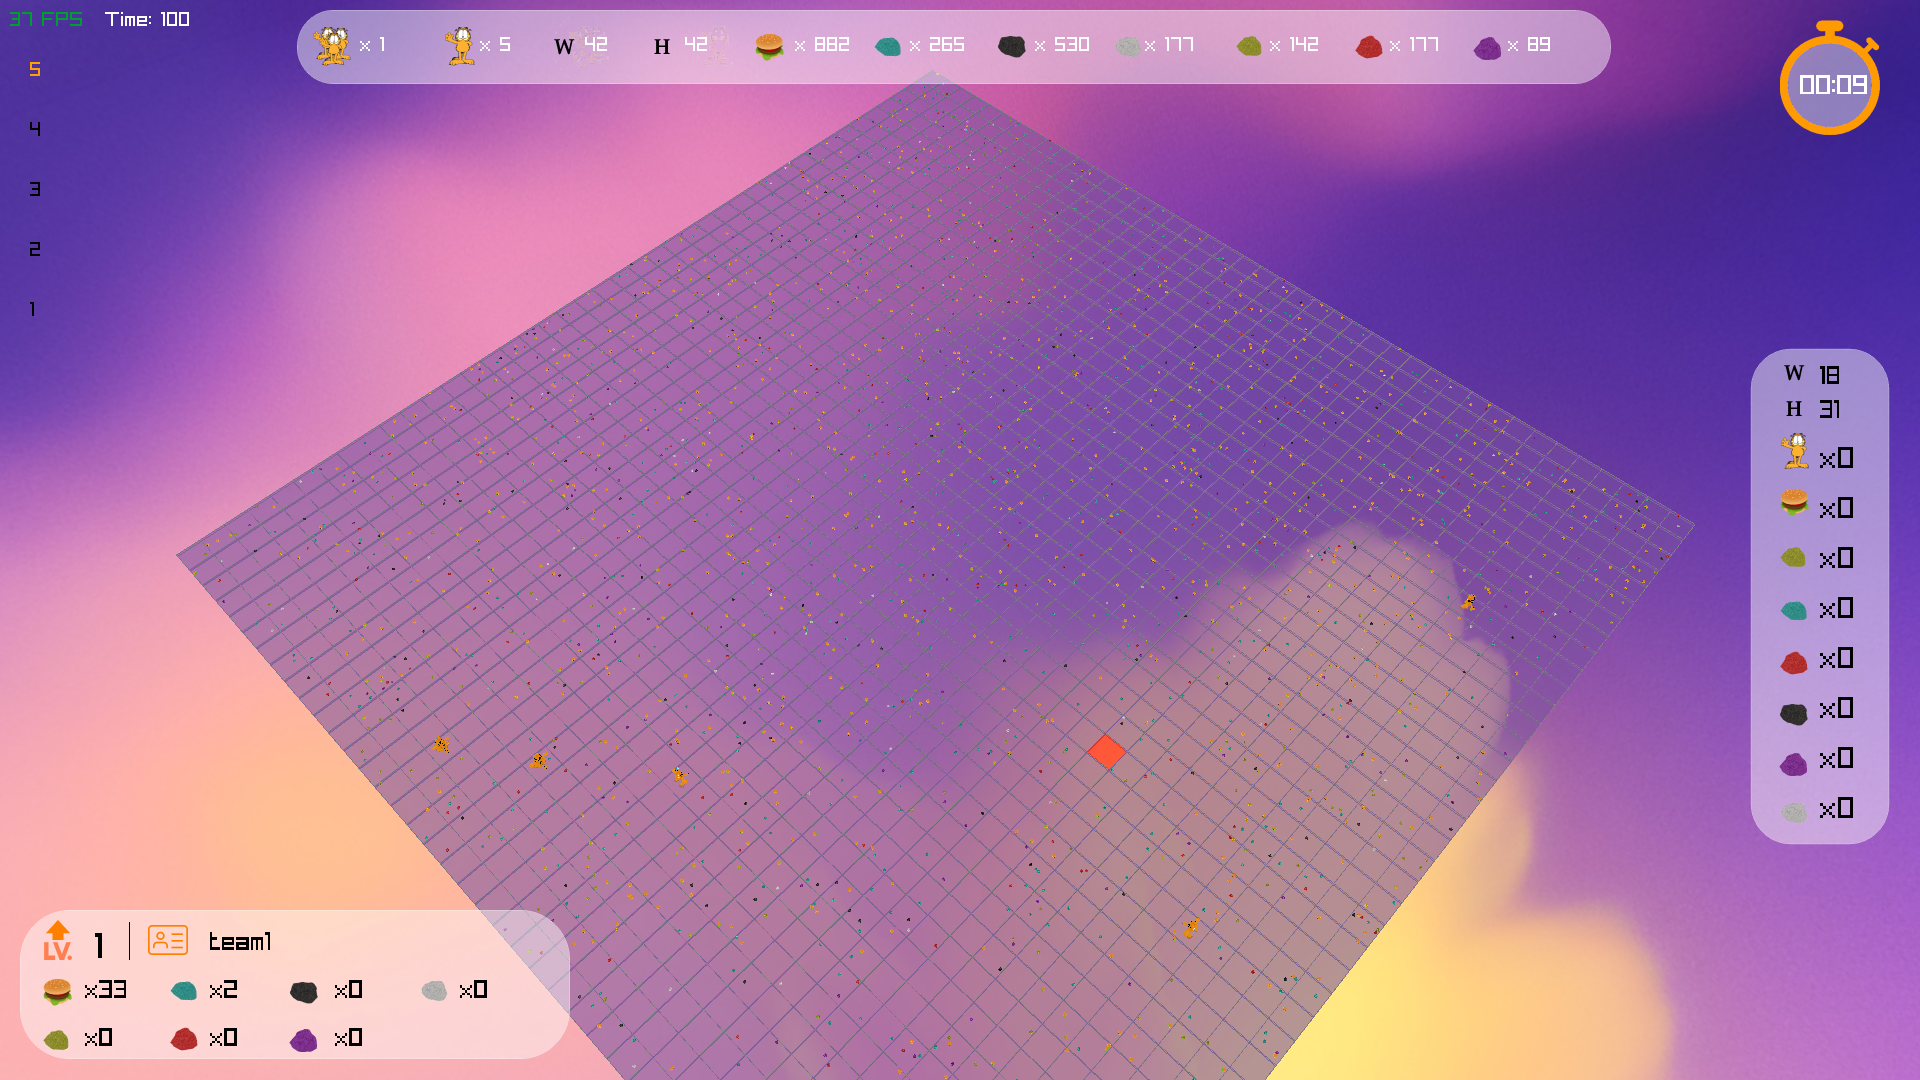 37 FPS Time: 100
x 1 x 5 W 42 H 42 x 882 x 265 x 530 x 177 x 142 x 177 x 89
00:09
5
4
3
2
1
W 18
H 31
x0
x0
x0
x0
x0
x0
x0
x0
LV. 1 team1
x33 x2 x0 x0
x0 x0 x0